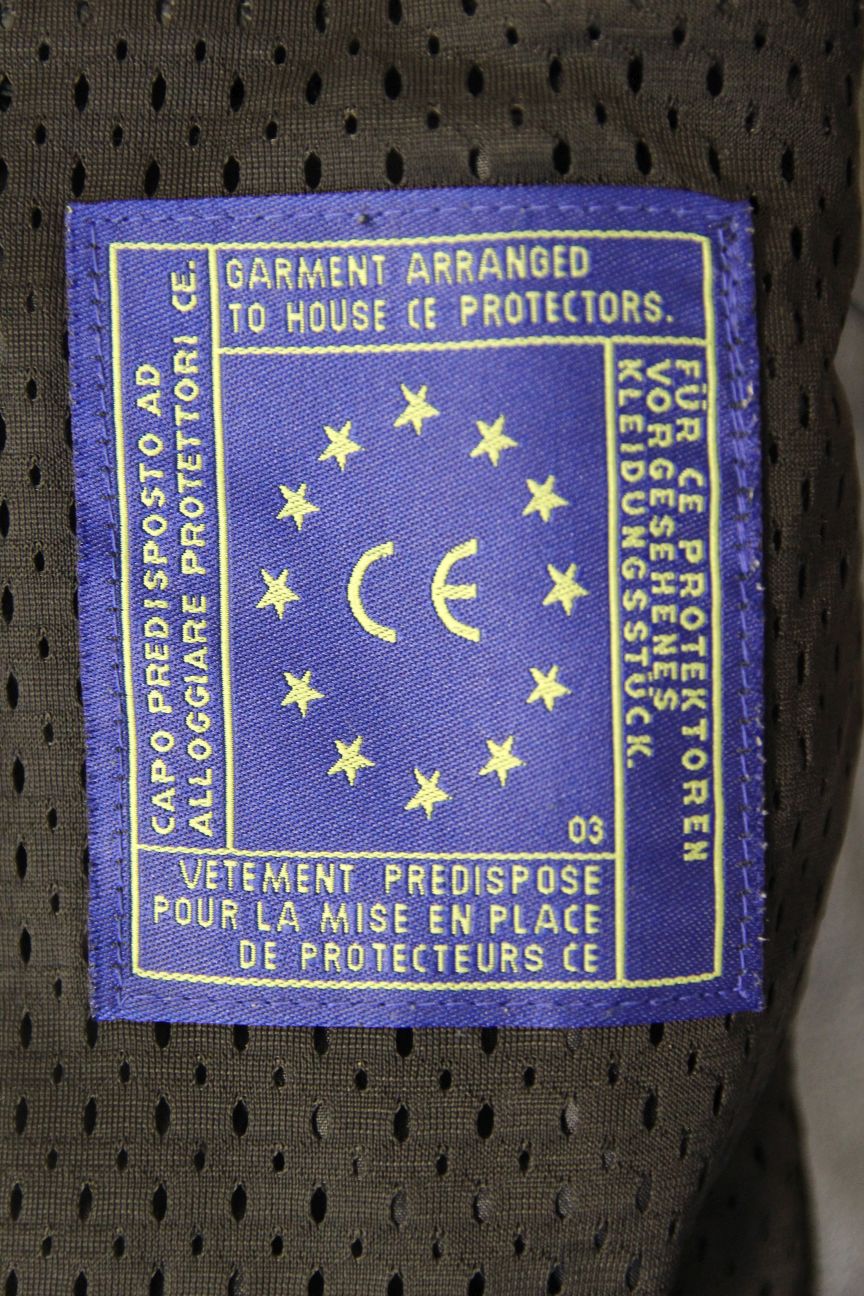 GARMENT ARRANGED
TO HOUSE CE PROTECTORS.
CAPO PREDISPOSTO AD
ALLOGGIARE PROTETTORI CE.
FÜR CE PROTEKTOREN
VORGESEHENES
KLEIDUNGSSTÜCK.
CE
03
VETEMENT PREDISPOSE
POUR LA MISE EN PLACE
DE PROTECTEURS CE